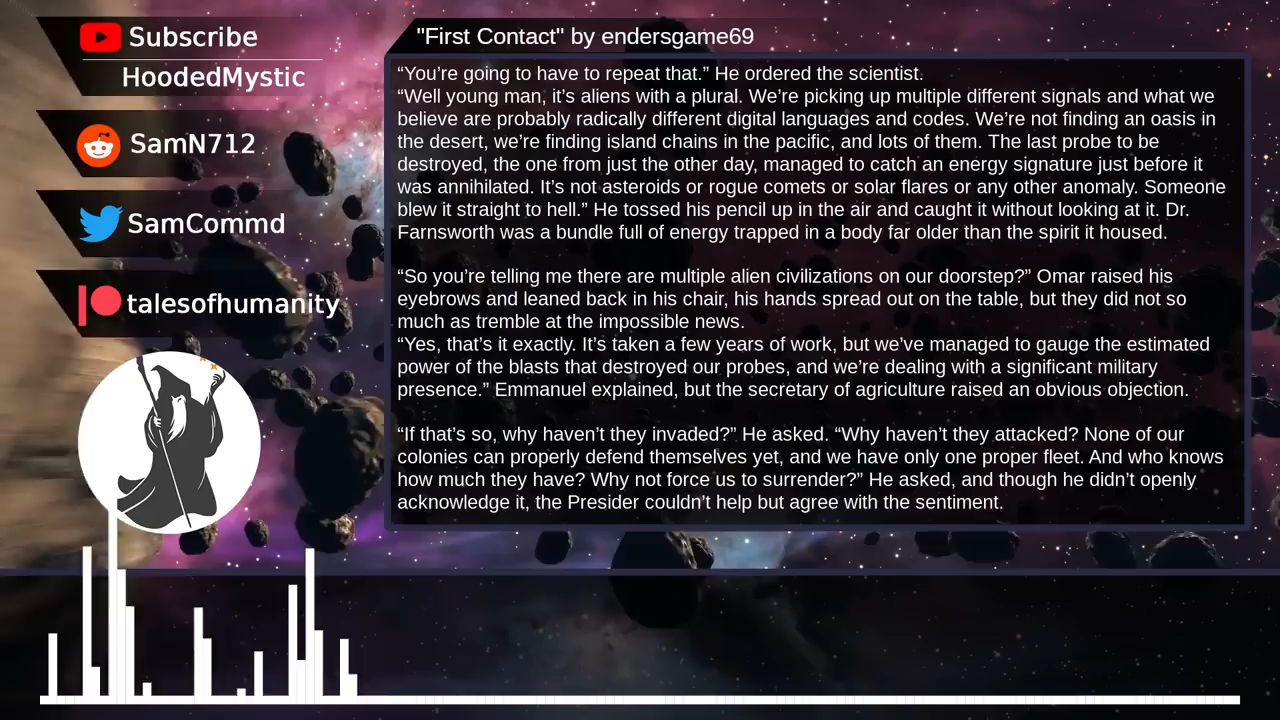 Subscribe
HoodedMystic
SamN712
SamCommd
talesofhumanity
"First Contact" by endersgame69
“You’re going to have to repeat that.” He ordered the scientist.
“Well young man, it’s aliens with a plural. We’re picking up multiple different signals and what we
believe are probably radically different digital languages and codes. We’re not finding an oasis in
the desert, we’re finding island chains in the pacific, and lots of them. The last probe to be
destroyed, the one from just the other day, managed to catch an energy signature just before it
was annihilated. It’s not asteroids or rogue comets or solar flares or any other anomaly. Someone
blew it straight to hell.” He tossed his pencil up in the air and caught it without looking at it. Dr.
Farnsworth was a bundle full of energy trapped in a body far older than the spirit it housed.
“So you’re telling me there are multiple alien civilizations on our doorstep?” Omar raised his
eyebrows and leaned back in his chair, his hands spread out on the table, but they did not so
much as tremble at the impossible news.
“Yes, that’s it exactly. It’s taken a few years of work, but we’ve managed to gauge the estimated
power of the blasts that destroyed our probes, and we’re dealing with a significant military
presence.” Emmanuel explained, but the secretary of agriculture raised an obvious objection.
“If that’s so, why haven’t they invaded?” He asked. “Why haven’t they attacked? None of our
colonies can properly defend themselves yet, and we have only one proper fleet. And who knows
how much they have? Why not force us to surrender?” He asked, and though he didn’t openly
acknowledge it, the Presider couldn’t help but agree with the sentiment.